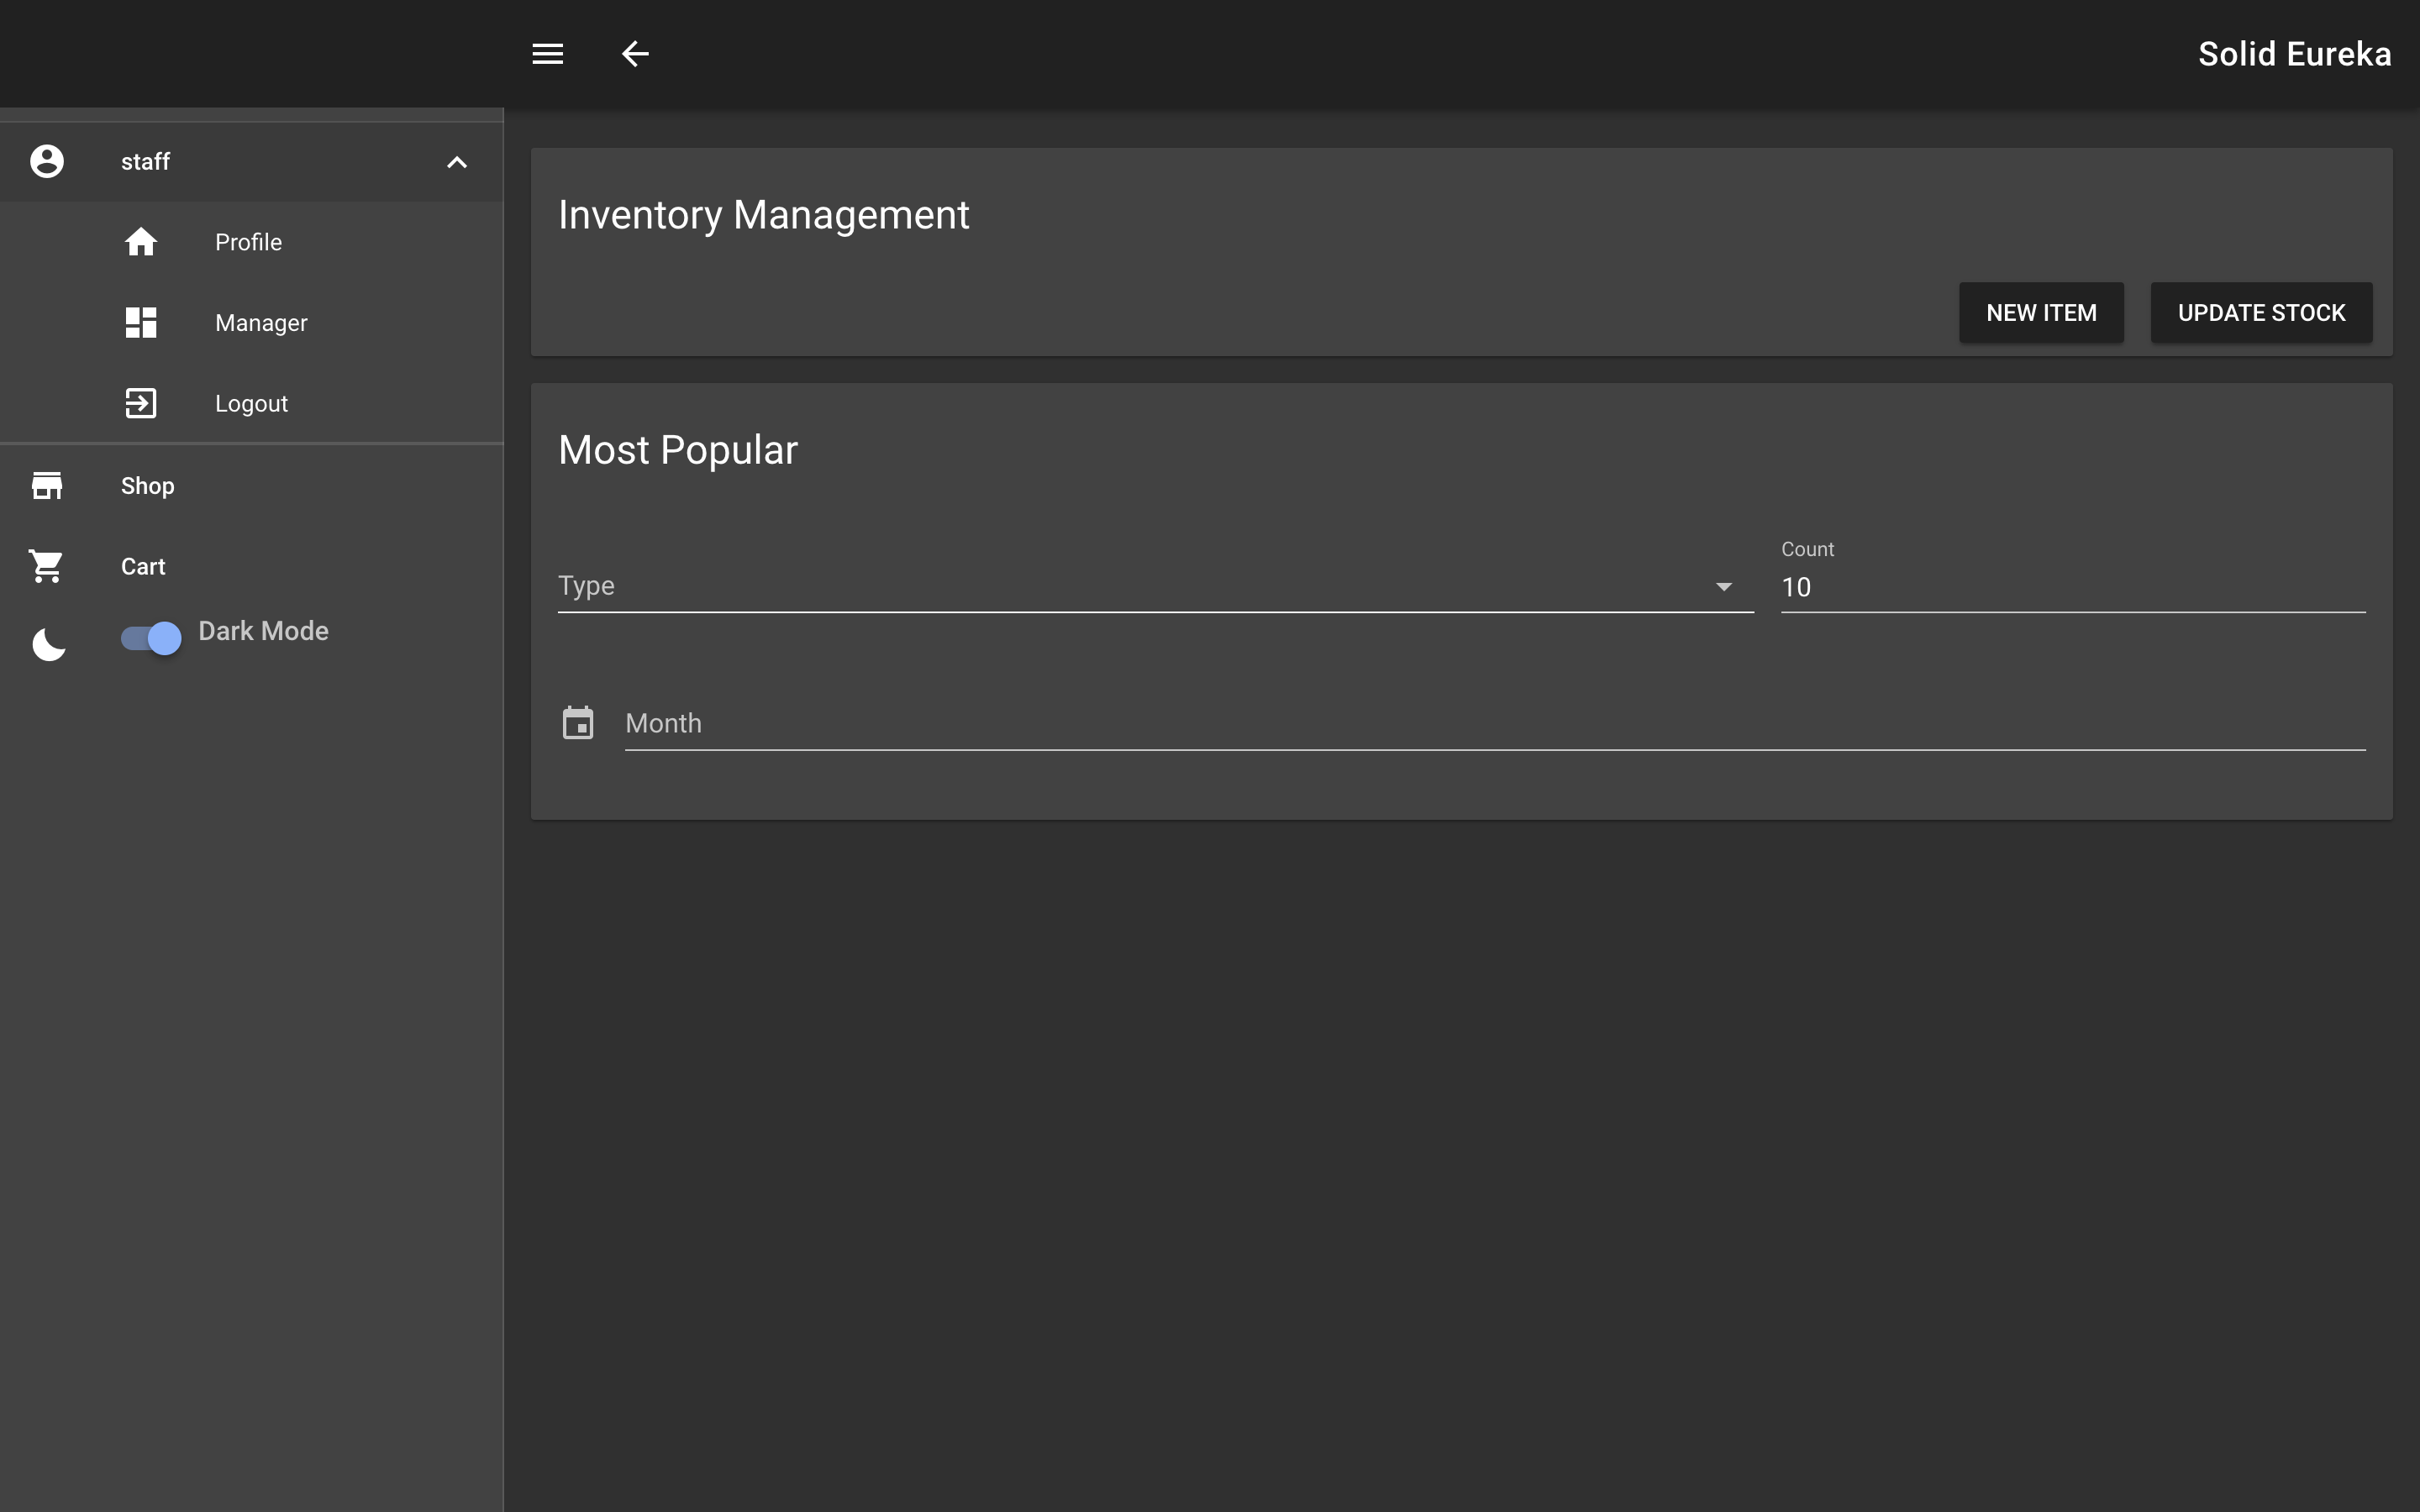 Solid Eureka
staff
Profile
Manager
Logout
Shop
Cart
Dark Mode
Inventory Management
NEW ITEM
UPDATE STOCK
Most Popular
Type
Count
10
Month